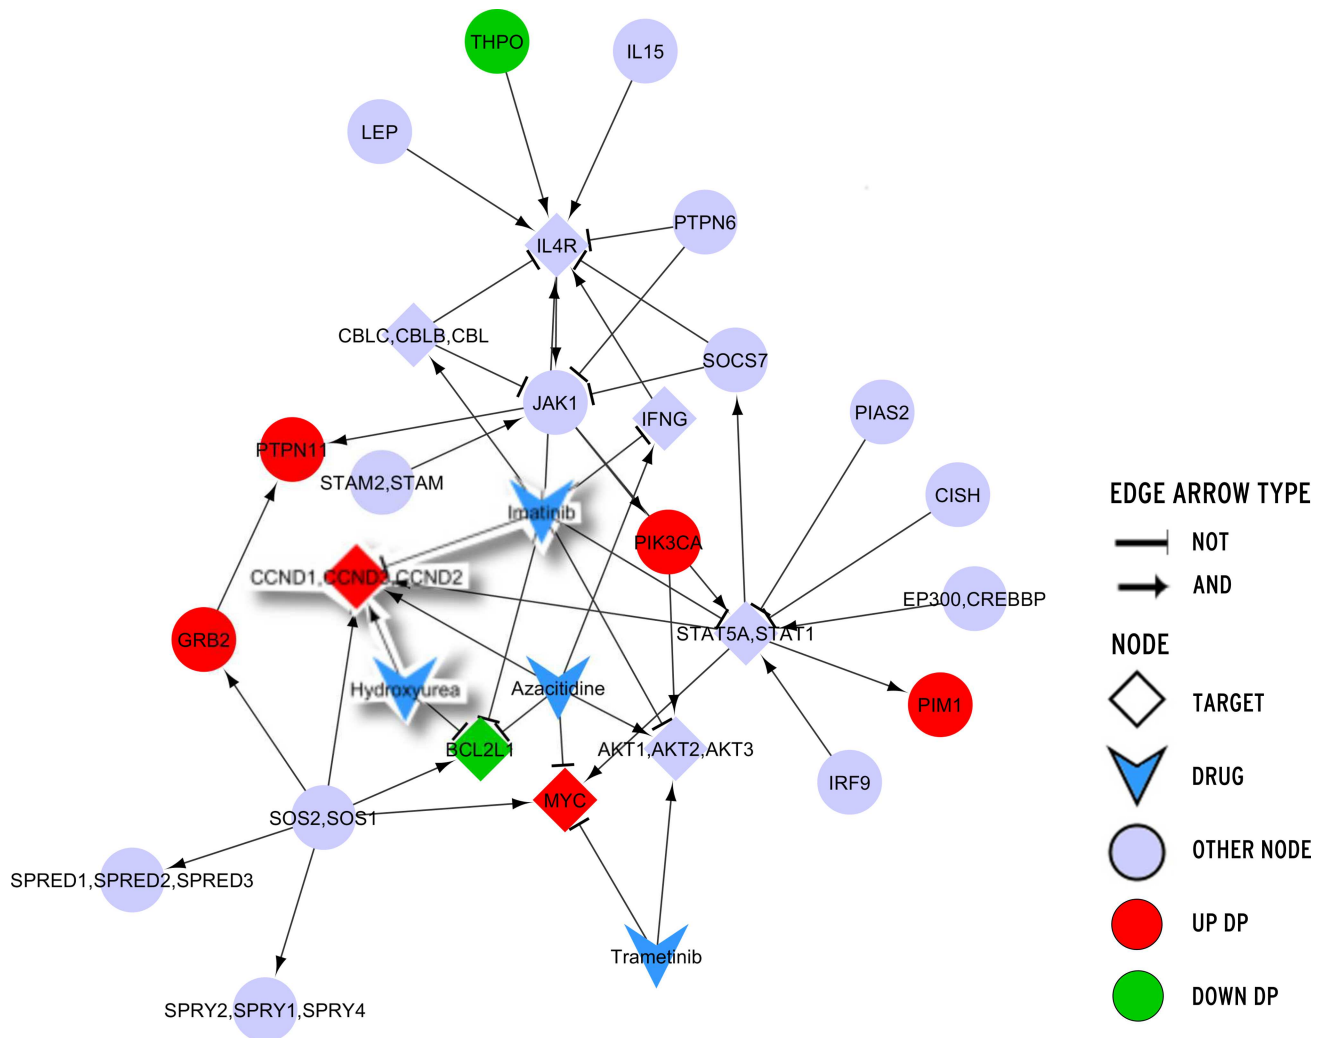 THPO
IL15
LEP
PTPN6
IL4R
CBLC,CBLB,CBL
SOCS7
JAK1
IFNG
PIAS2
PTPN11
STAM2,STAM
CISH
Imatinib
PIK3CA
CCND1,CCND3,CCND2
EP300,CREBBP
GRB2
STAT5A,STAT1
Hydroxyurea
Azacitidine
PIM1
BCL2L1
AKT1,AKT2,AKT3
IRF9
MYC
SOS2,SOS1
SPRED1,SPRED2,SPRED3
Trametinib
SPRY2,SPRY1,SPRY4
EDGE ARROW TYPE
NOT
AND
NODE
TARGET
DRUG
OTHER NODE
UP DP
DOWN DP